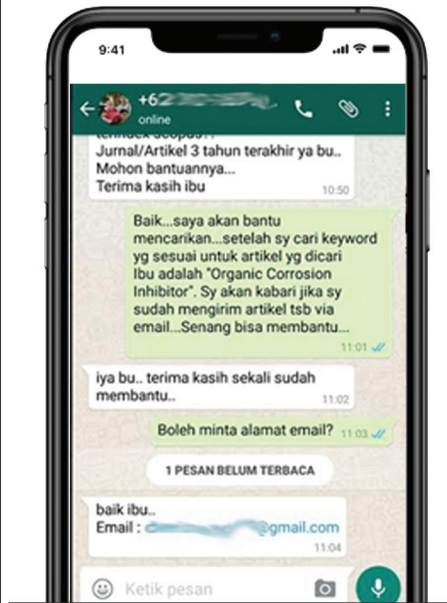 9:41
+62
online
terindex scopus??
Jurnal/Artikel 3 tahun terakhir ya bu..
Mohon bantuannya...
Terima kasih ibu
10:50
Baik...saya akan bantu
mencarikan...setelah sy cari keyword
yg sesuai untuk artikel yg dicari
Ibu adalah "Organic Corrosion
Inhibitor". Sy akan kabari jika sy
sudah mengirim artikel tsb via
email...Senang bisa membantu...
11:01
iya bu.. terima kasih sekali sudah
membantu..
11:02
Boleh minta alamat email?
11:03
1 PESAN BELUM TERBACA
baik ibu..
Email : @gmail.com
11:04
Ketik pesan